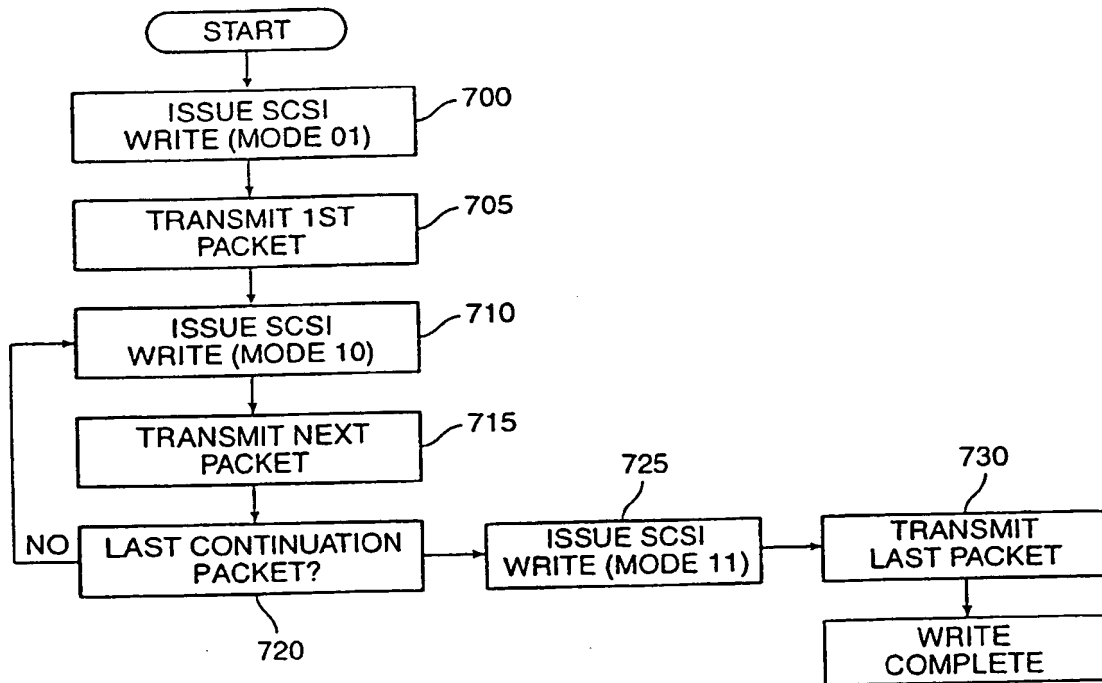 START
ISSUE SCSI
WRITE (MODE 01)
700
TRANSMIT 1ST
PACKET
705
ISSUE SCSI
WRITE (MODE 10)
710
TRANSMIT NEXT
PACKET
715
NO
LAST CONTINUATION
PACKET?
720
725
ISSUE SCSI
WRITE (MODE 11)
730
TRANSMIT
LAST PACKET
WRITE
COMPLETE